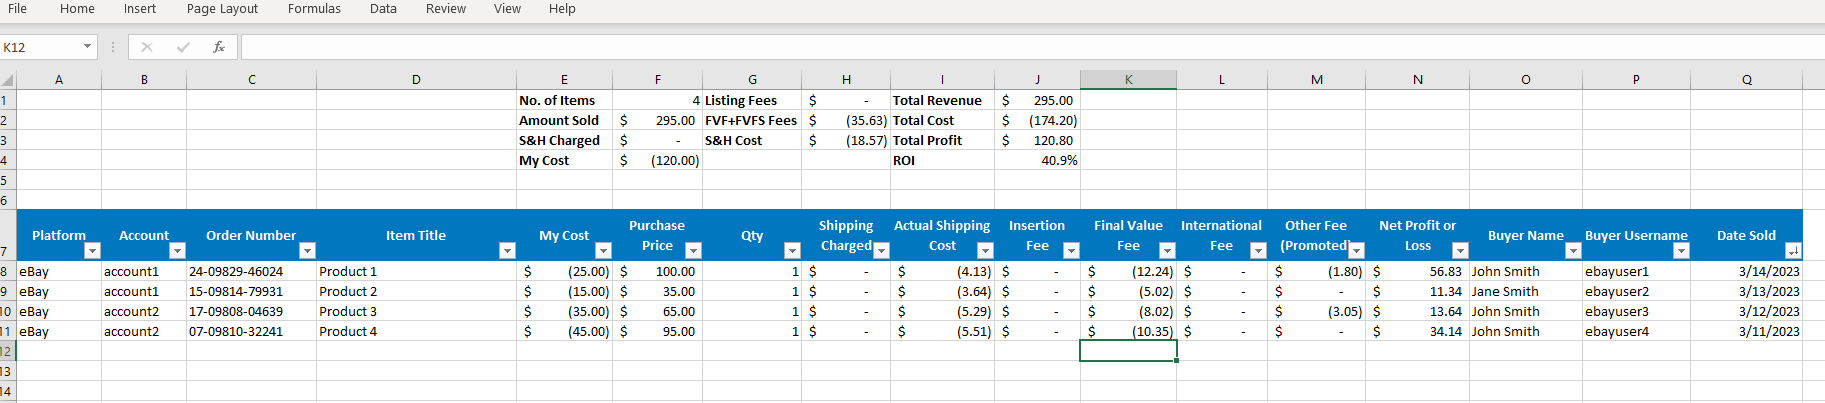 File Home Insert Page Layout Formulas Data Review View Help
K12 fx
A B C D E F G H I J K L M N O P Q
1 No. of Items 4 Listing Fees $ - Total Revenue $ 295.00
2 Amount Sold $ 295.00 FVF+FVFS Fees $ (35.63) Total Cost $ (174.20)
3 S&H Charged $ - S&H Cost $ (18.57) Total Profit $ 120.80
4 My Cost $ (120.00) ROI 40.9%
5
6
7 Platform Account Order Number Item Title My Cost Purchase Price Qty Shipping Charged Actual Shipping Cost Insertion Fee Final Value Fee International Fee Other Fee (Promoted) Net Profit or Loss Buyer Name Buyer Username Date Sold
8 eBay account1 24-09829-46024 Product 1 $ (25.00) $ 100.00 1 $ - $ (4.13) $ - $ (12.24) $ - $ (1.80) $ 56.83 John Smith ebayuser1 3/14/2023
9 eBay account1 15-09814-79931 Product 2 $ (15.00) $ 35.00 1 $ - $ (3.64) $ - $ (5.02) $ - $ - $ 11.34 Jane Smith ebayuser2 3/13/2023
10 eBay account2 17-09808-04639 Product 3 $ (35.00) $ 65.00 1 $ - $ (5.29) $ - $ (8.02) $ - $ (3.05) $ 13.64 John Smith ebayuser3 3/12/2023
11 eBay account2 07-09810-32241 Product 4 $ (45.00) $ 95.00 1 $ - $ (5.51) $ - $ (10.35) $ - $ - $ 34.14 John Smith ebayuser4 3/11/2023
12
13
14